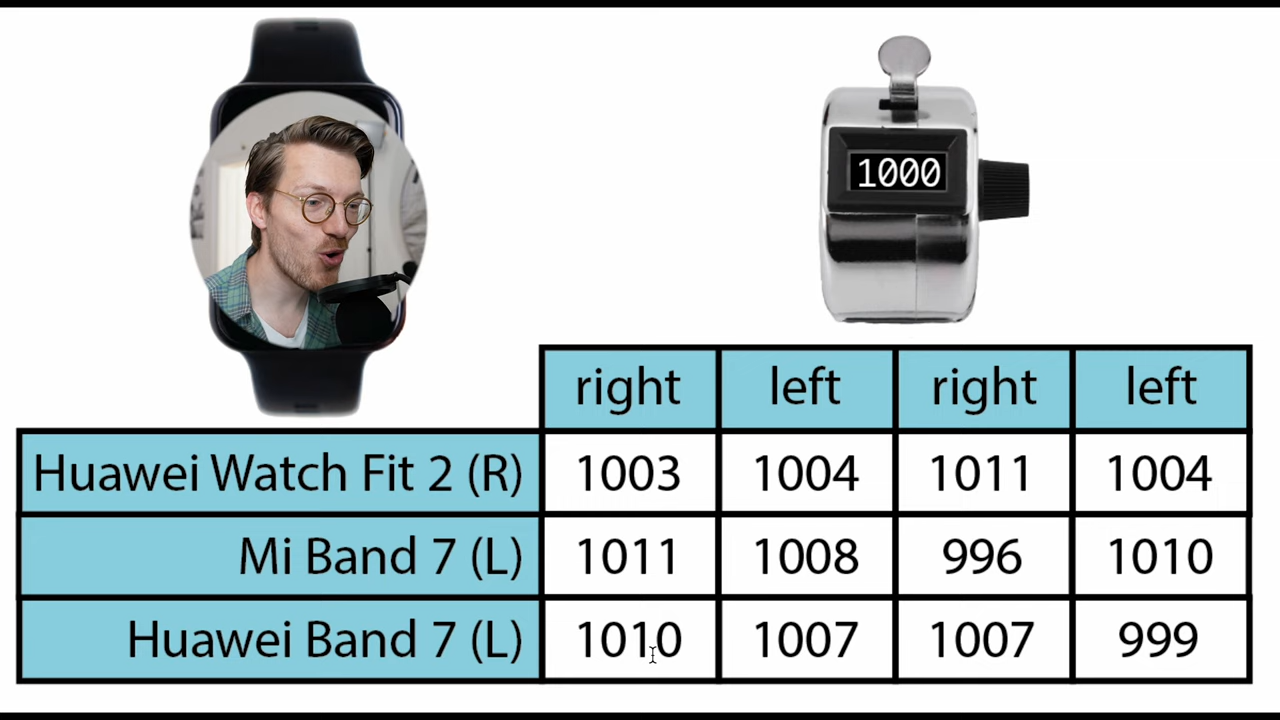 1000
right left right left
Huawei Watch Fit 2 (R) 1003 1004 1011 1004
Mi Band 7 (L) 1011 1008 996 1010
Huawei Band 7 (L) 1010 1007 1007 999